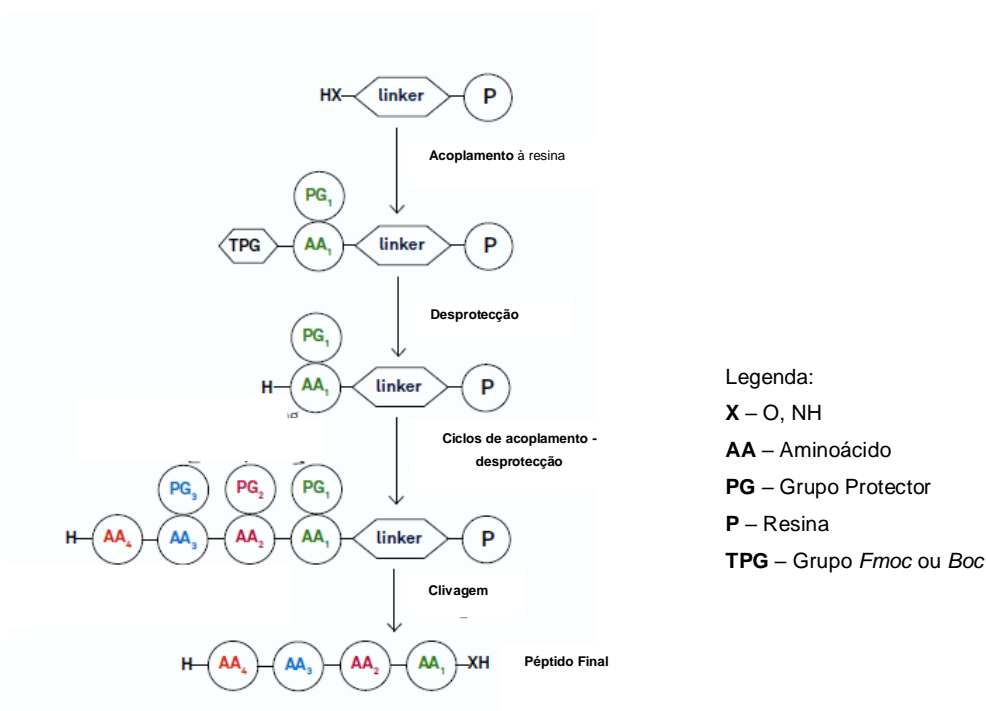 HX linker P
Acoplamento à resina
PG₁
TPG AA₁ linker P
Desprotecção
PG₁
H AA₁ linker P
Ciclos de acoplamento -
desprotecção
PG₃ PG₂ PG₁
H AA₄ AA₃ AA₂ AA₁ linker P
Clivagem
H AA₄ AA₃ AA₂ AA₁ XH Péptido Final
Legenda:
X – O, NH
AA – Aminoácido
PG – Grupo Protector
P – Resina
TPG – Grupo Fmoc ou Boc